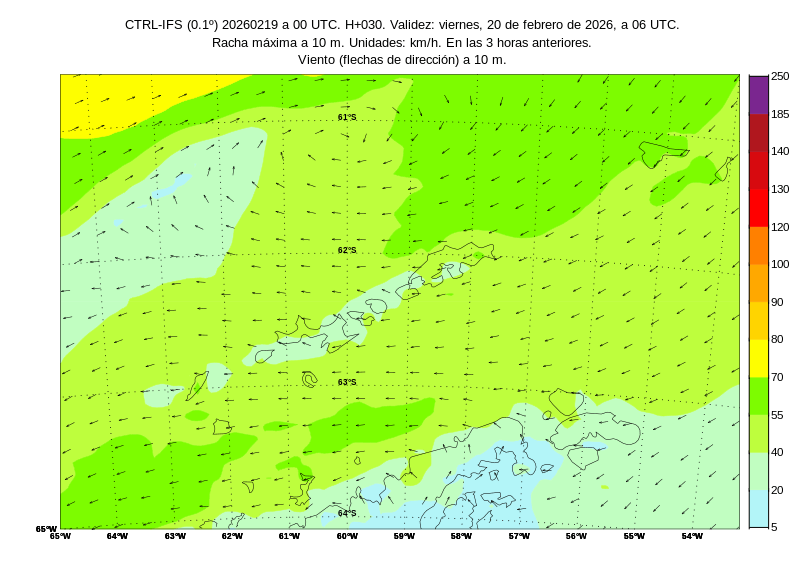 CTRL-IFS (0.1º) 20260219 a 00 UTC. H+030. Validez: viernes, 20 de febrero de 2026, a 06 UTC.
Racha máxima a 10 m. Unidades: km/h. En las 3 horas anteriores.
Viento (flechas de dirección) a 10 m.
250
185
140
130
120
100
90
80
70
55
40
20
5
61°S
62°S
63°S
64°S
65°W
65°W 64°W 63°W 62°W 61°W 60°W 59°W 58°W 57°W 56°W 55°W 54°W